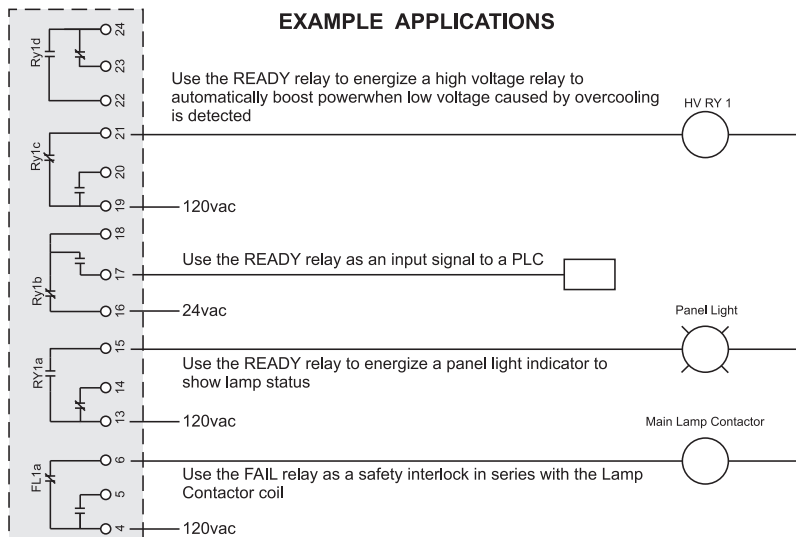 EXAMPLE APPLICATIONS
Ry1d
24
23
22
Use the READY relay to energize a high voltage relay to
automatically boost powerwhen low voltage caused by overcooling
is detected
HV RY 1
Ry1c
21
20
19
120vac
18
Use the READY relay as an input signal to a PLC
17
Ry1b
16
24vac
Panel Light
15
Use the READY relay to energize a panel light indicator to
show lamp status
RY1a
14
13
120vac
Main Lamp Contactor
6
Use the FAIL relay as a safety interlock in series with the Lamp
Contactor coil
FL1a
5
4
120vac